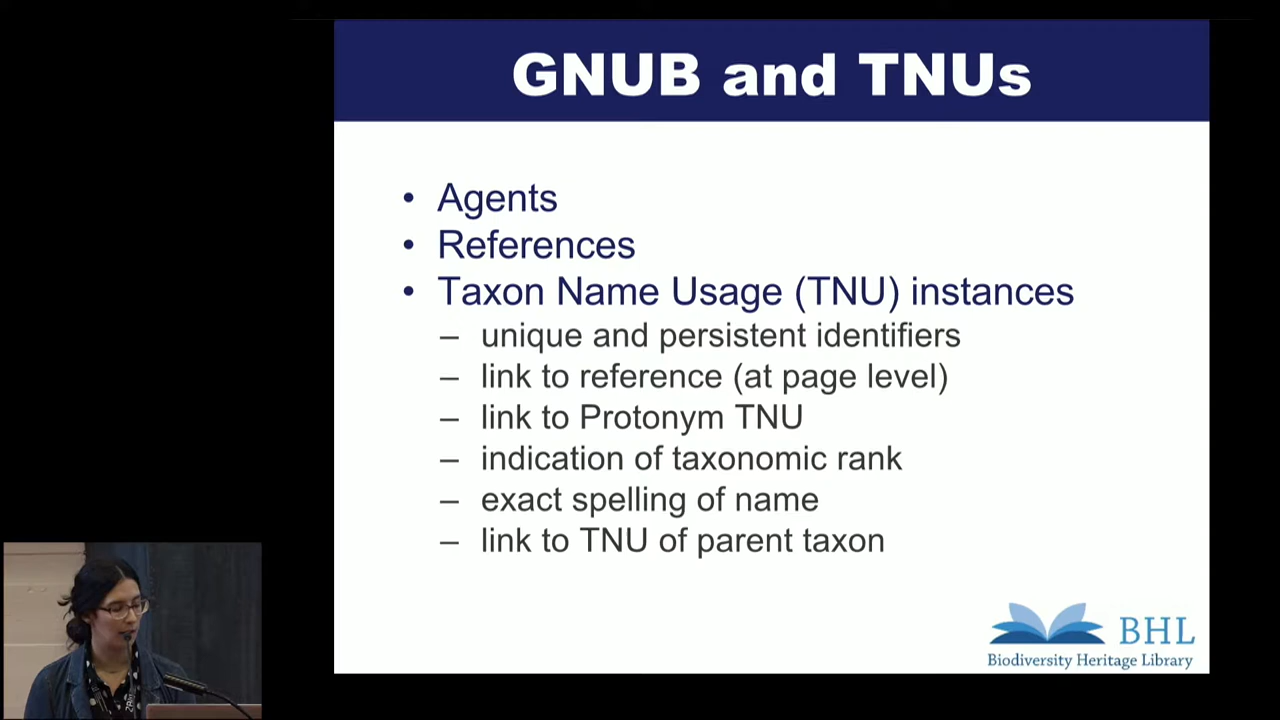 GNUB and TNUs
• Agents
• References
• Taxon Name Usage (TNU) instances
– unique and persistent identifiers
– link to reference (at page level)
– link to Protonym TNU
– indication of taxonomic rank
– exact spelling of name
– link to TNU of parent taxon
BHL
Biodiversity Heritage Library